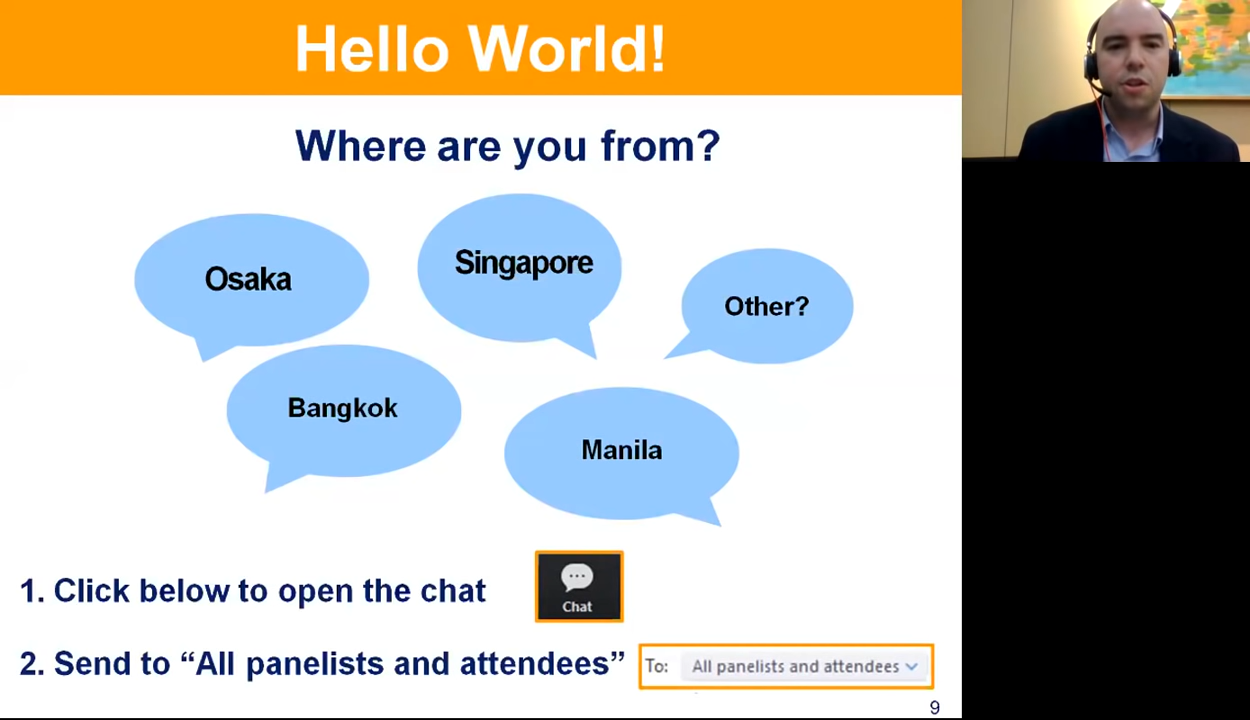 Hello World!
Where are you from?
Osaka
Singapore
Other?
Bangkok
Manila
1. Click below to open the chat
Chat
2. Send to “All panelists and attendees”
To: All panelists and attendees
9